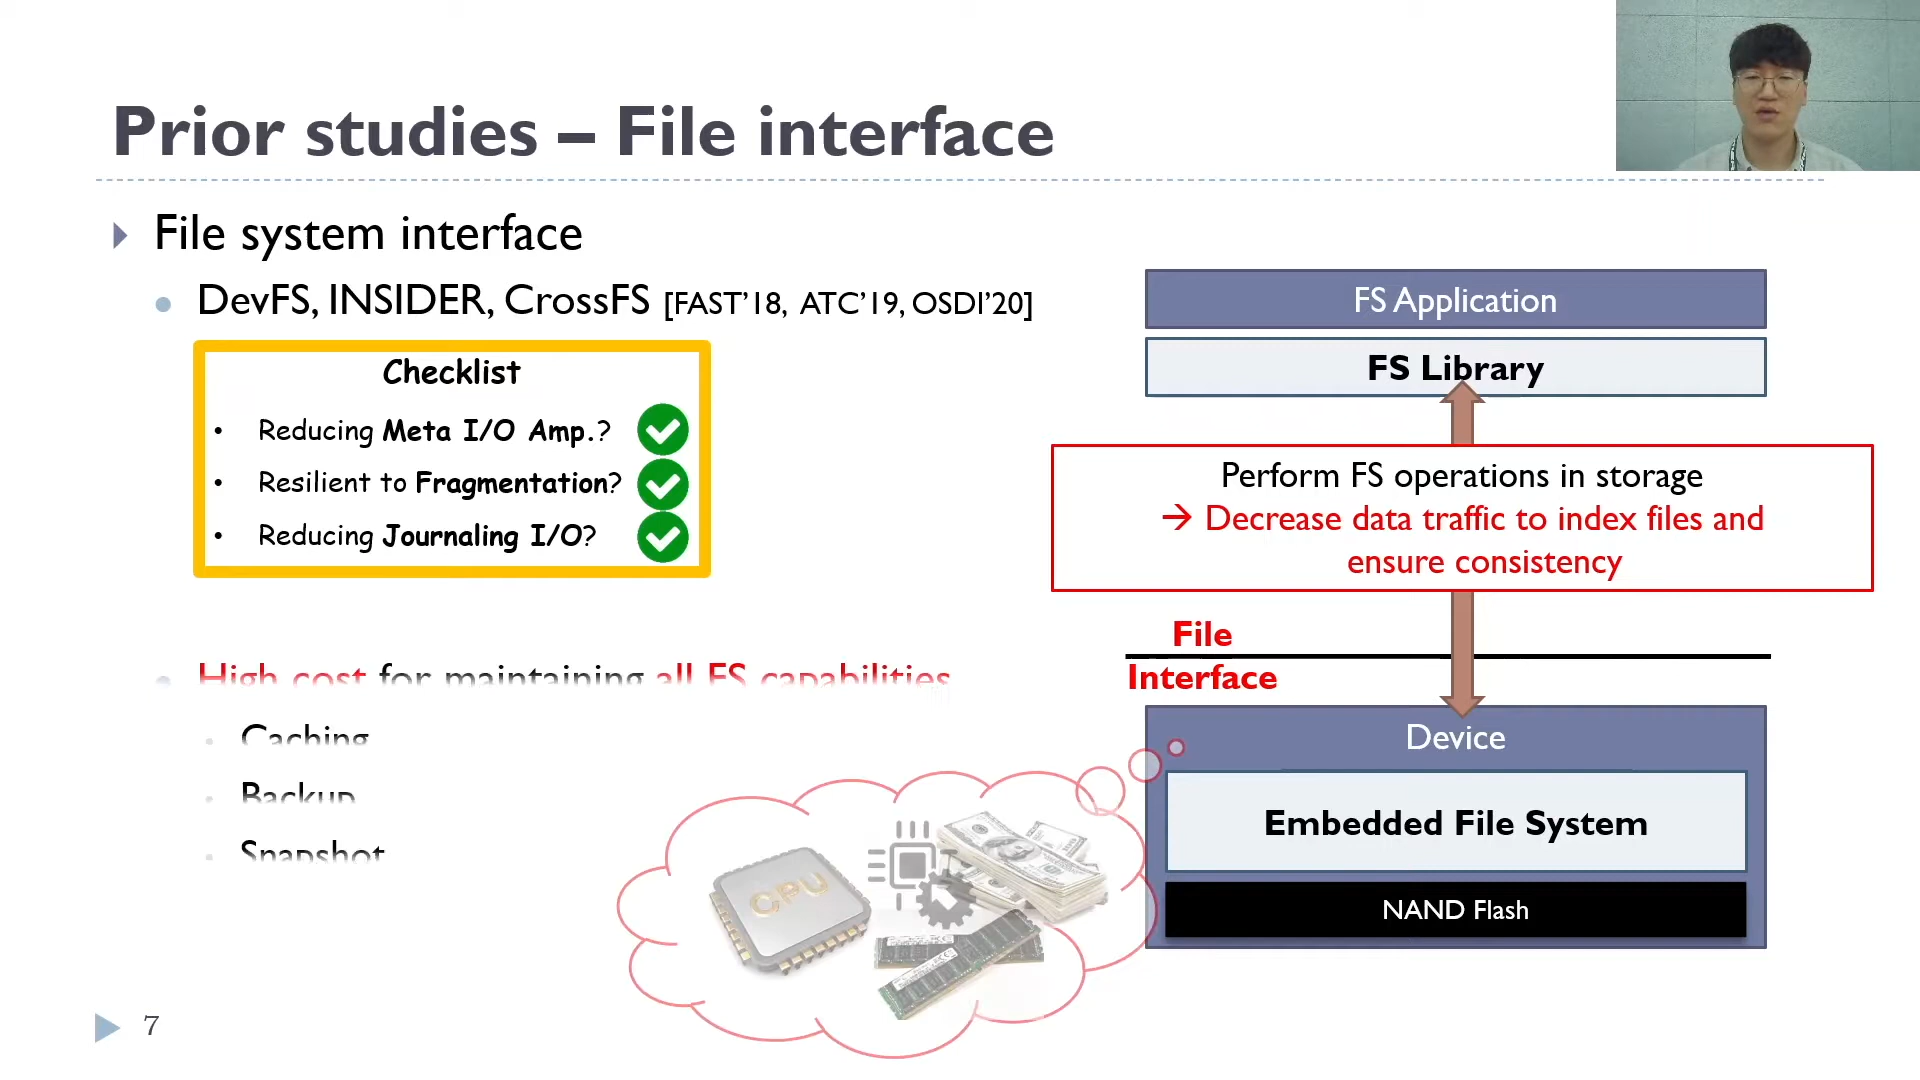 Prior studies – File interface
File system interface
DevFS, INSIDER, CrossFS [FAST’18, ATC’19, OSDI’20]
Checklist
• Reducing Meta I/O Amp.?
• Resilient to Fragmentation?
• Reducing Journaling I/O?
High cost for maintaining all FS capabilities
Caching
Backup
Snapshot
CPU
FS Application
FS Library
Perform FS operations in storage
→ Decrease data traffic to index files and
ensure consistency
File
Interface
Device
Embedded File System
NAND Flash
7